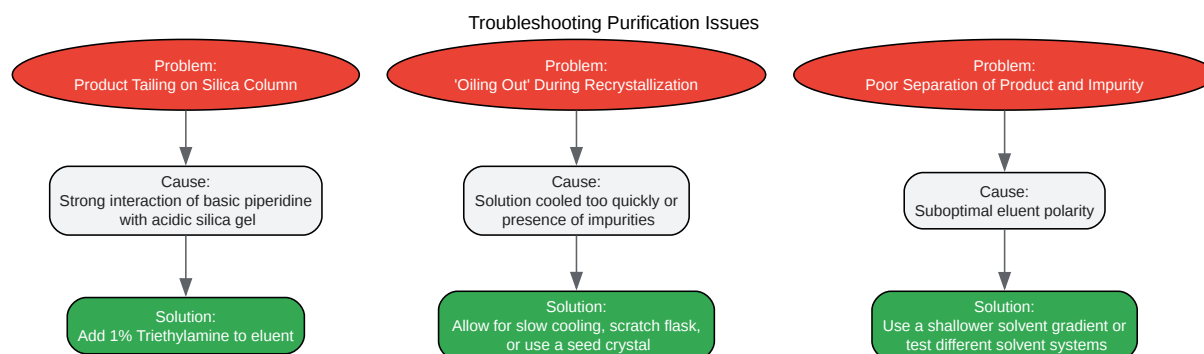 Troubleshooting Purification Issues
Problem:
Product Tailing on Silica Column
Cause:
Strong interaction of basic piperidine
with acidic silica gel
Solution:
Add 1% Triethylamine to eluent
Problem:
'Oiling Out' During Recrystallization
Cause:
Solution cooled too quickly or
presence of impurities
Solution:
Allow for slow cooling, scratch flask,
or use a seed crystal
Problem:
Poor Separation of Product and Impurity
Cause:
Suboptimal eluent polarity
Solution:
Use a shallower solvent gradient or
test different solvent systems